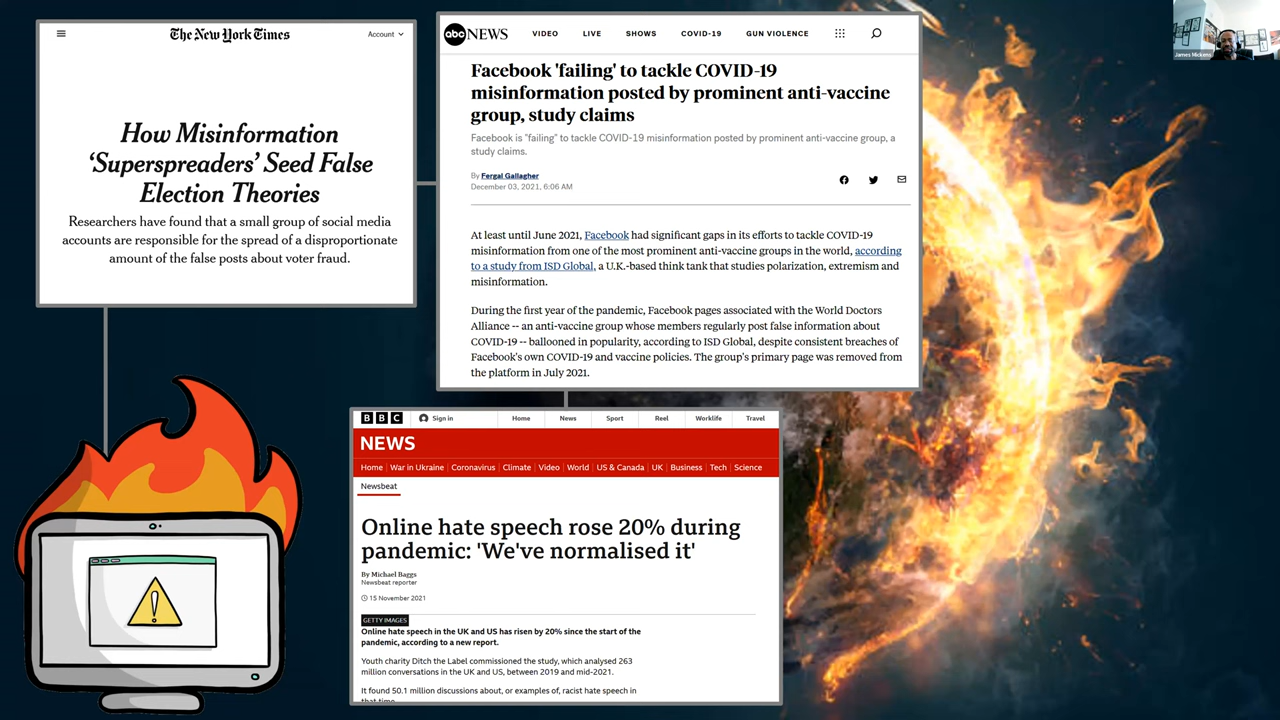 The New York Times
Account
How Misinformation
‘Superspreaders’ Seed False
Election Theories
Researchers have found that a small group of social media
accounts are responsible for the spread of a disproportionate
amount of the false posts about voter fraud.
abc NEWS
VIDEO
LIVE
SHOWS
COVID-19
GUN VIOLENCE
Facebook 'failing' to tackle COVID-19
misinformation posted by prominent anti-vaccine
group, study claims
Facebook is "failing" to tackle COVID-19 misinformation posted by prominent anti-vaccine group, a
study claims.
By Fergal Gallagher
December 03, 2021, 6:06 AM
At least until June 2021, Facebook had significant gaps in its efforts to tackle COVID-19
misinformation from one of the most prominent anti-vaccine groups in the world, according
to a study from ISD Global, a U.K.-based think tank that studies polarization, extremism and
misinformation.
During the first year of the pandemic, Facebook pages associated with the World Doctors
Alliance -- an anti-vaccine group whose members regularly post false information about
COVID-19 -- ballooned in popularity, according to ISD Global, despite consistent breaches of
Facebook's own COVID-19 and vaccine policies. The group's primary page was removed from
the platform in July 2021.
James Mickens
BBC
Sign in
Home
News
Sport
Reel
Worklife
Travel
NEWS
Home
War in Ukraine
Coronavirus
Climate
Video
World
US & Canada
UK
Business
Tech
Science
Newsbeat
Online hate speech rose 20% during
pandemic: 'We've normalised it'
By Michael Baggs
Newsbeat reporter
15 November 2021
GETTY IMAGES
Online hate speech in the UK and US has risen by 20% since the start of the
pandemic, according to a new report.
Youth charity Ditch the Label commissioned the study, which analysed 263
million conversations in the UK and US, between 2019 and mid-2021.
It found 50.1 million discussions about, or examples of, racist hate speech in
that time.